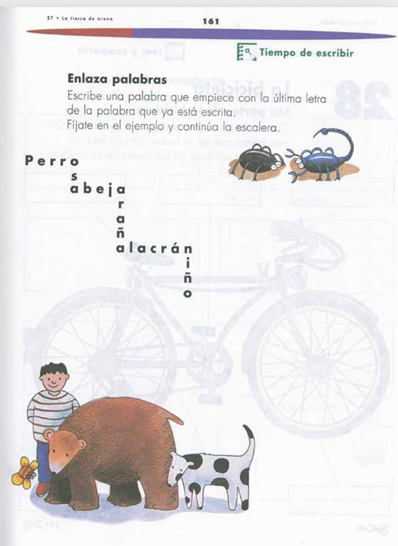 27 • La tierra de arena
161
Tiempo de escribir
Enlaza palabras
Escribe una palabra que empiece con la última letra
de la palabra que ya está escrita.
Fíjate en el ejemplo y continúa la escalera.
Perro
s
abeja
r
a
ñ
alacrán
i
ñ
o